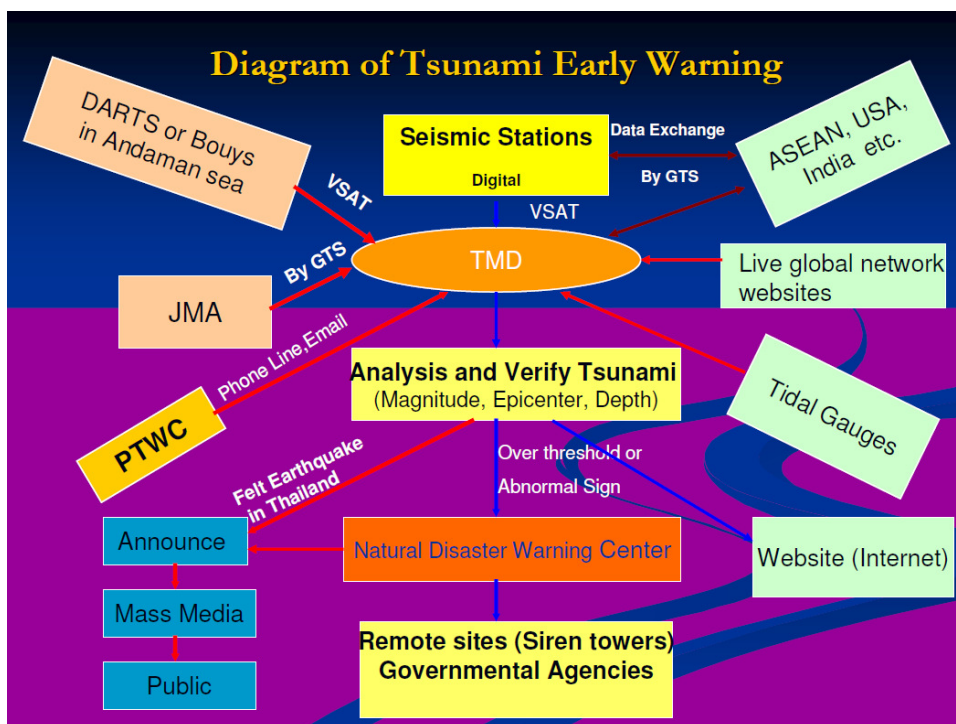 Diagram of Tsunami Early Warning
DARTS or Bouys
in Andaman sea
VSAT
Seismic Stations
Digital
VSAT
Data Exchange
By GTS
ASEAN, USA,
India etc.
TMD
By GTS
JMA
Live global network
websites
Phone Line,Email
PTWC
Analysis and Verify Tsunami
(Magnitude, Epicenter, Depth)
Tidal Gauges
Felt Earthquake
in Thailand
Over threshold or
Abnormal Sign
Announce
Natural Disaster Warning Center
Website (Internet)
Mass Media
Public
Remote sites (Siren towers)
Governmental Agencies